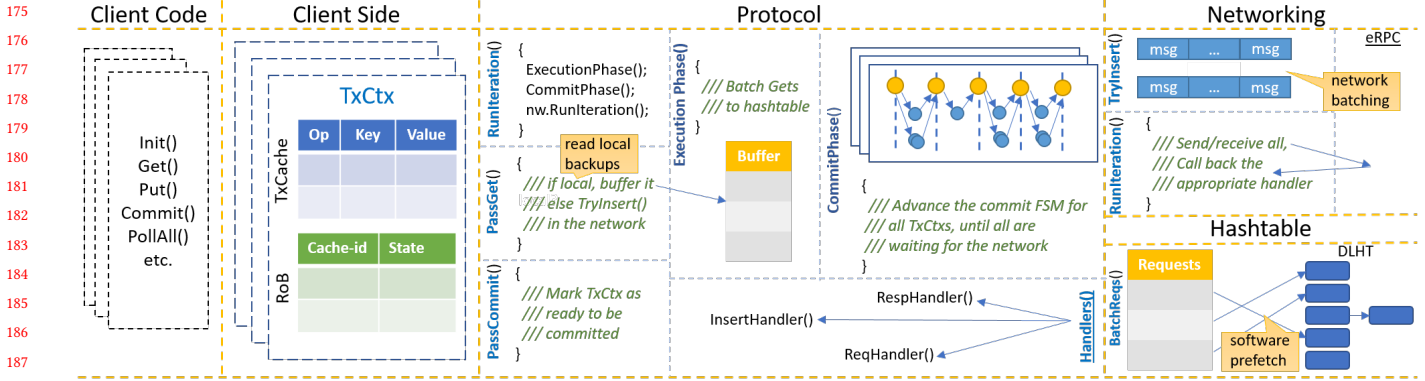 175
176
177
178
179
180
181
182
183
184
185
186
187
Client Code
Init()
Get()
Put()
Commit()
PollAll()
etc.
Client Side
TxCtx
TxCache
Op Key Value
RoB
Cache-id State
Protocol
RunIteration()
{
ExecutionPhase();
CommitPhase();
nw.RunIteration();
}
PassGet()
read local
backups
{
/// if local, buffer it
/// else TryInsert()
/// in the network
}
PassCommit()
{
/// Mark TxCtx as
/// ready to be
/// committed
}
Execution Phase()
{
/// Batch Gets
/// to hashtable
}
Buffer
CommitPhase()
{
/// Advance the commit FSM for
/// all TxCtxs, until all are
/// waiting for the network
}
Handlers()
RespHandler()
InsertHandler()
ReqHandler()
Networking
eRPC
TryInsert()
msg ... msg
msg ... msg
network
batching
RunIteration()
{
/// Send/receive all,
/// Call back the
/// appropriate handler
}
Hashtable
DLHT
BatchReqs()
Requests
software
prefetch